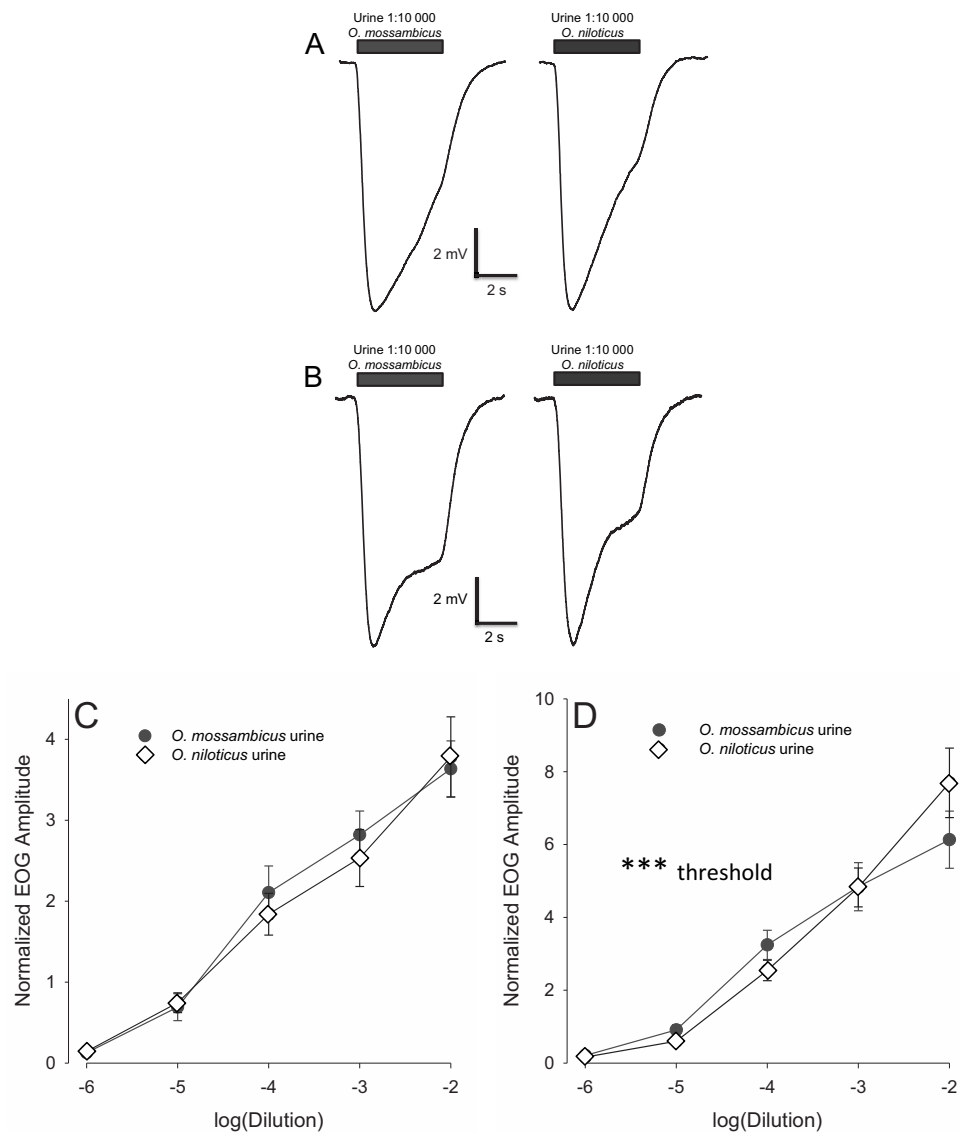 A
Urine 1:10 000
O. mossambicus
Urine 1:10 000
O. niloticus
2 mV
2 s
B
Urine 1:10 000
O. mossambicus
Urine 1:10 000
O. niloticus
2 mV
2 s
C
O. mossambicus urine
O. niloticus urine
Normalized EOG Amplitude
4
3
2
1
0
-6 -5 -4 -3 -2
log(Dilution)
D
O. mossambicus urine
O. niloticus urine
*** threshold
Normalized EOG Amplitude
10
8
6
4
2
0
-6 -5 -4 -3 -2
log(Dilution)